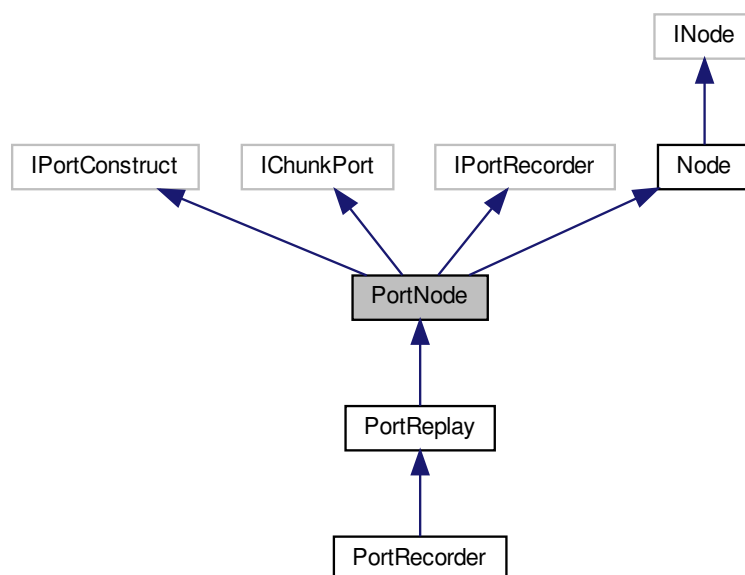 INode
IPortConstruct
IChunkPort
IPortRecorder
Node
PortNode
PortReplay
PortRecorder